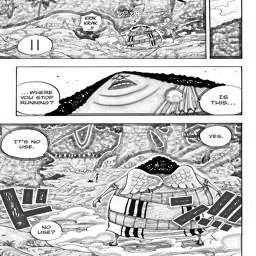 KRIK
KRAK
...WHERE
YOU STOP
RUNNING?
IS
THIS...
IT'S NO
USE.
YES.
NO
USE?